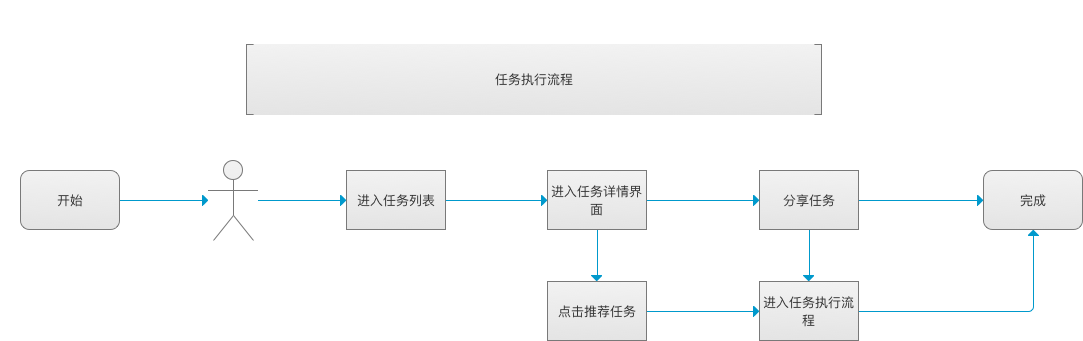 任务执行流程
开始
进入任务列表
进入任务详情界
面
分享任务
完成
点击推荐任务
进入任务执行流
程